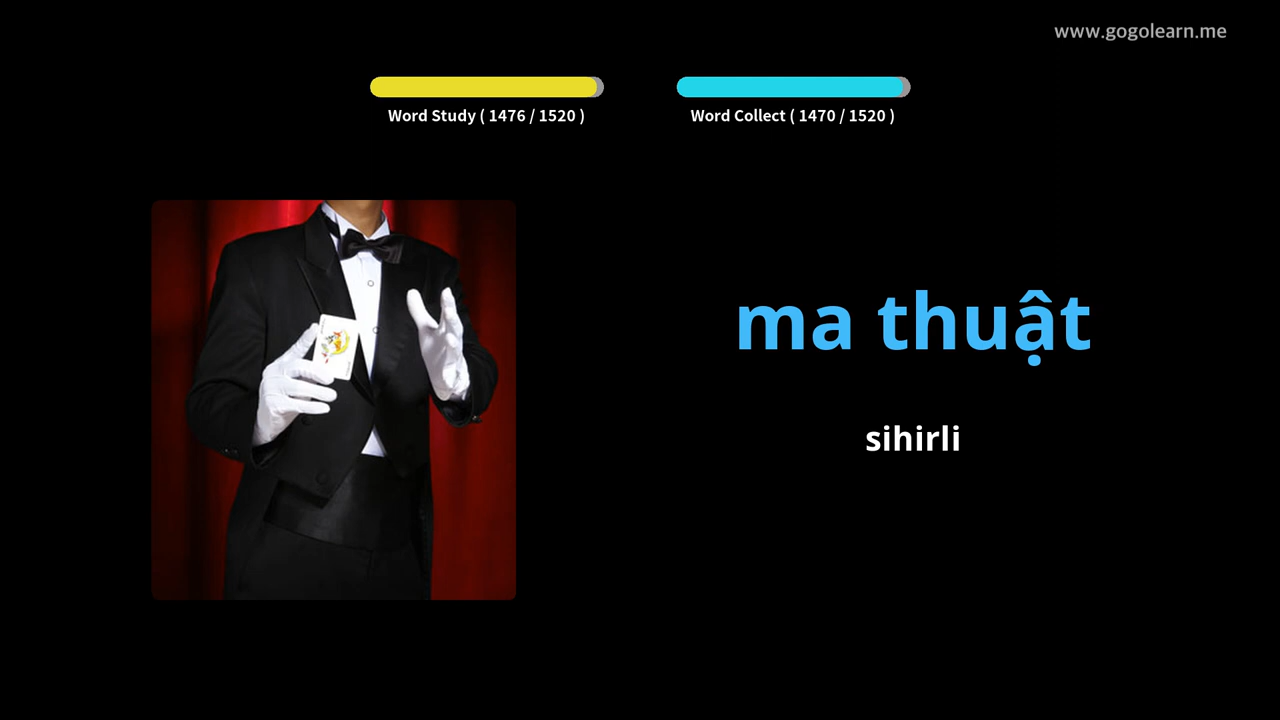 www.gogolearn.me
Word Study ( 1476 / 1520 )
Word Collect ( 1470 / 1520 )
ma thuật
sihirli